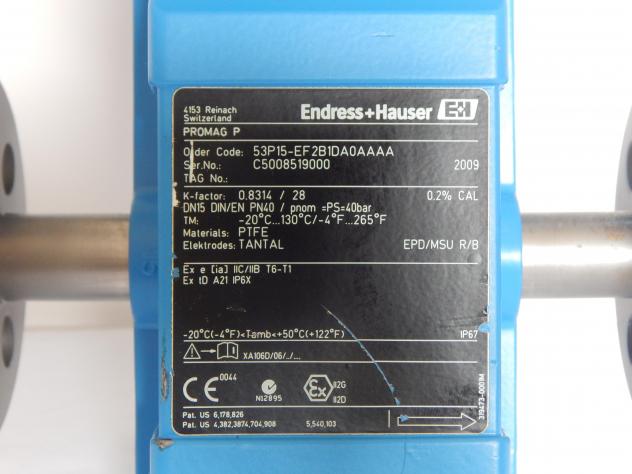 4153 Reinach
Switzerland
Endress+Hauser EH
PROMAG P
Order Code: 53P15-EF2B1DA0AAAA
Ser.No.: C5008519000 2009
TAG No.:
K-factor: 0.8314 / 28 0.2% CAL
DN15 DIN/EN PN40 / pnom =PS=40bar
TM: -20°C...130°C/-4°F...265°F
Materials: PTFE
Elektrodes: TANTAL EPD/MSU R/B
Ex e [ia] IIC/IIB T6-T1
Ex tD A21 IP6X
-20°C(-4°F)<Tamb<+50°C(+122°F) IP67
XA106D/06/../...
CE 0044 N12895 Ex II2G
II2D
319473-0001M
Pat. US 6,178,826
Pat. US 4,382,3874,704,908 5,540,103